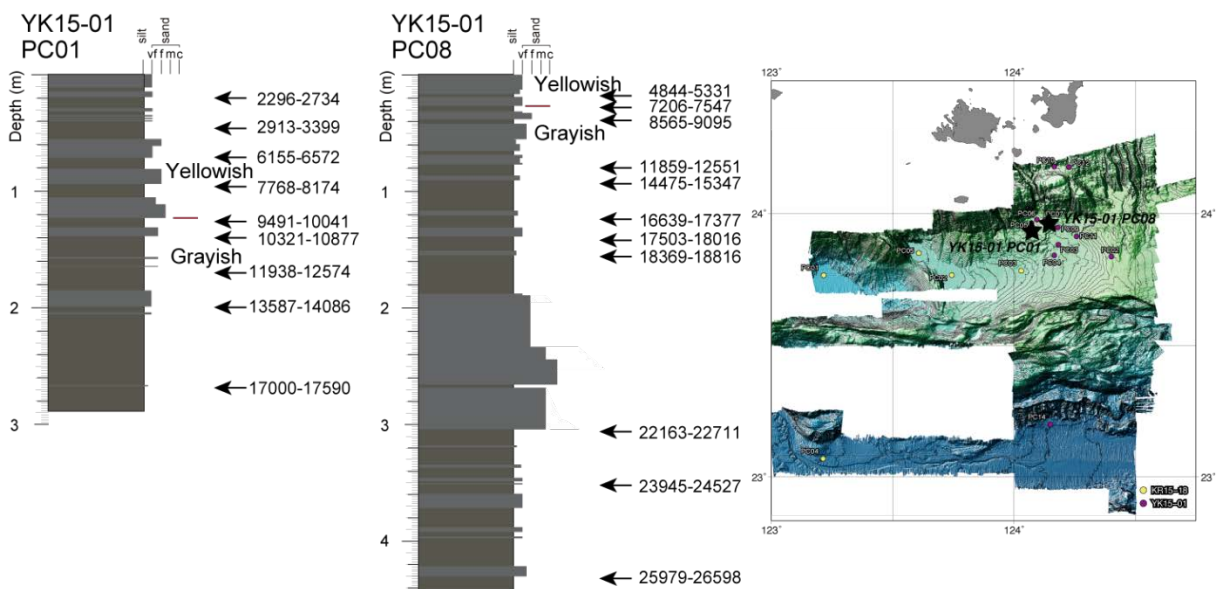 YK15-01
PC01
silt
sand
vf f m c
Depth (m)
1
2
3
2296-2734
2913-3399
6155-6572
Yellowish
7768-8174
9491-10041
10321-10877
Grayish
11938-12574
13587-14086
17000-17590
YK15-01
PC08
silt
sand
vf f m c
Depth (m)
1
2
3
4
Yellowish
4844-5331
7206-7547
8565-9095
Grayish
11859-12551
14475-15347
16639-17377
17503-18016
18369-18816
22163-22711
23945-24527
25979-26598
123°
124°
24°
24°
YK15-01 PC08
YK15-01 PC01
PC04
23°
23°
123°
124°
KR15-18
YK15-01